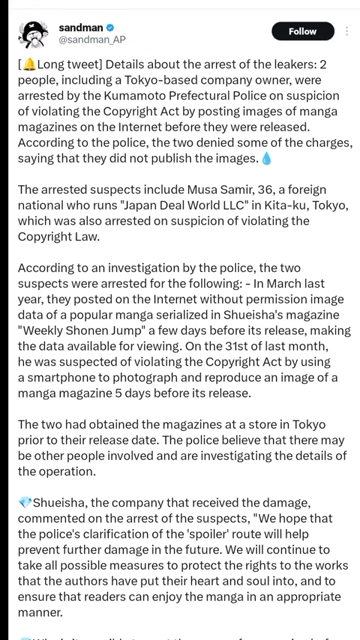 sandman
@sandman_AP
Follow
[🔔Long tweet] Details about the arrest of the leakers: 2
people, including a Tokyo-based company owner, were
arrested by the Kumamoto Prefectural Police on suspicion
of violating the Copyright Act by posting images of manga
magazines on the Internet before they were released.
According to the police, the two denied some of the charges,
saying that they did not publish the images.💧
The arrested suspects include Musa Samir, 36, a foreign
national who runs "Japan Deal World LLC" in Kita-ku, Tokyo,
which was also arrested on suspicion of violating the
Copyright Law.
According to an investigation by the police, the two
suspects were arrested for the following: - In March last
year, they posted on the Internet without permission image
data of a popular manga serialized in Shueisha's magazine
"Weekly Shonen Jump" a few days before its release, making
the data available for viewing. On the 31st of last month,
he was suspected of violating the Copyright Act by using
a smartphone to photograph and reproduce an image of a
manga magazine 5 days before its release.
The two had obtained the magazines at a store in Tokyo
prior to their release date. The police believe that there may
be other people involved and are investigating the details of
the operation.
💎Shueisha, the company that received the damage,
commented on the arrest of the suspects, "We hope that
the police's clarification of the 'spoiler' route will help
prevent further damage in the future. We will continue to
take all possible measures to protect the rights to the works
that the authors have put their heart and soul into, and to
ensure that readers can enjoy the manga in an appropriate
manner.